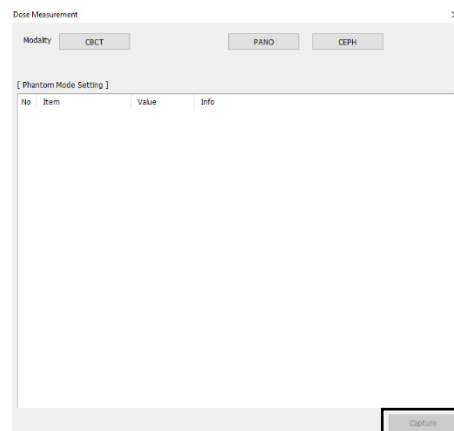 Dose Measurement
Modality CBCT PANO CEPH
[ Phantom Mode Setting ]
No Item Value Info
Capture